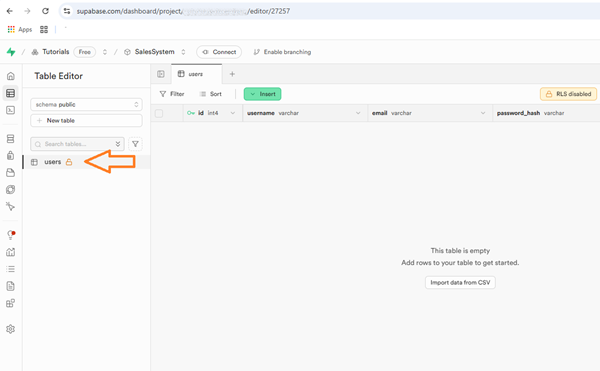 supabase.com/dashboard/project, /editor/27257
Apps
Tutorials Free SalesSystem Connect Enable branching
Table Editor
users
schema public
Filter Sort Insert RLS disabled
New table
id int4 username varchar email varchar password_hash varchar
Search tables...
users
This table is empty
Add rows to your table to get started.
Import data from CSV